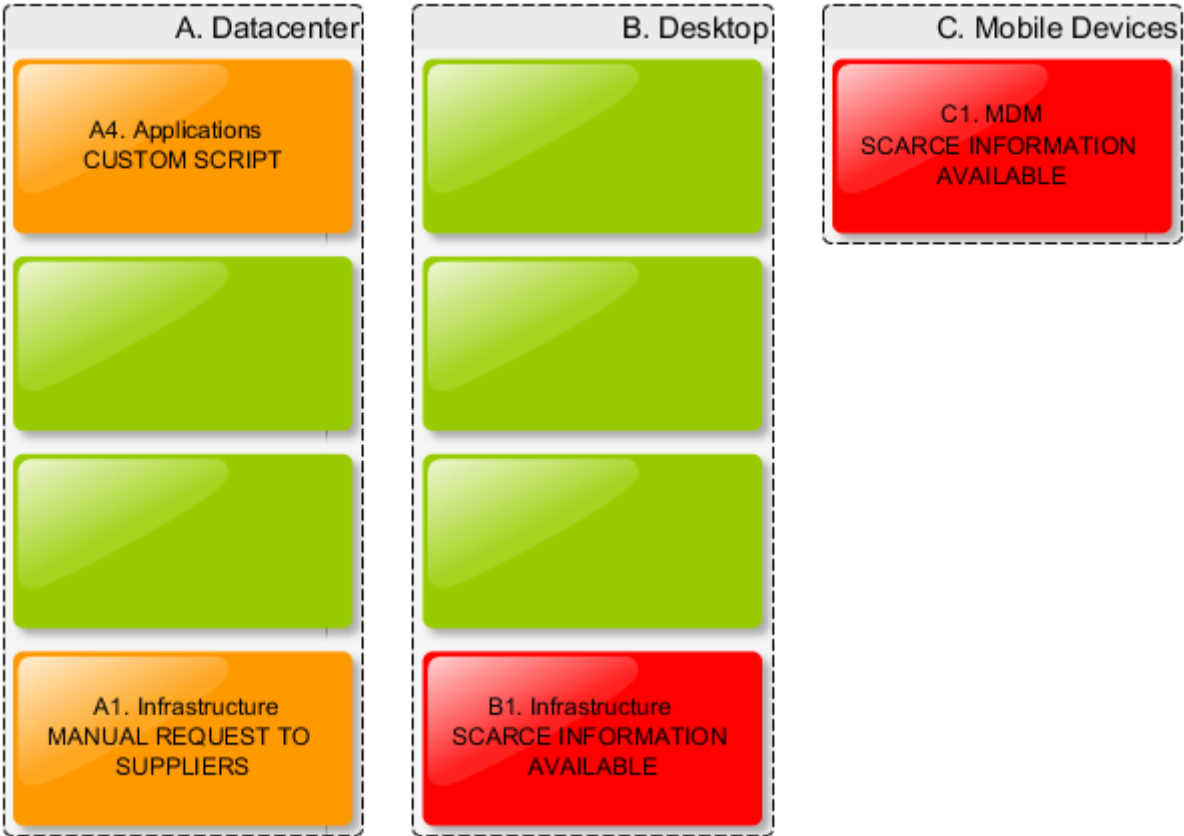 A. Datacenter
A4. Applications
CUSTOM SCRIPT
A1. Infrastructure
MANUAL REQUEST TO
SUPPLIERS
B. Desktop
B1. Infrastructure
SCARCE INFORMATION
AVAILABLE
C. Mobile Devices
C1. MDM
SCARCE INFORMATION
AVAILABLE